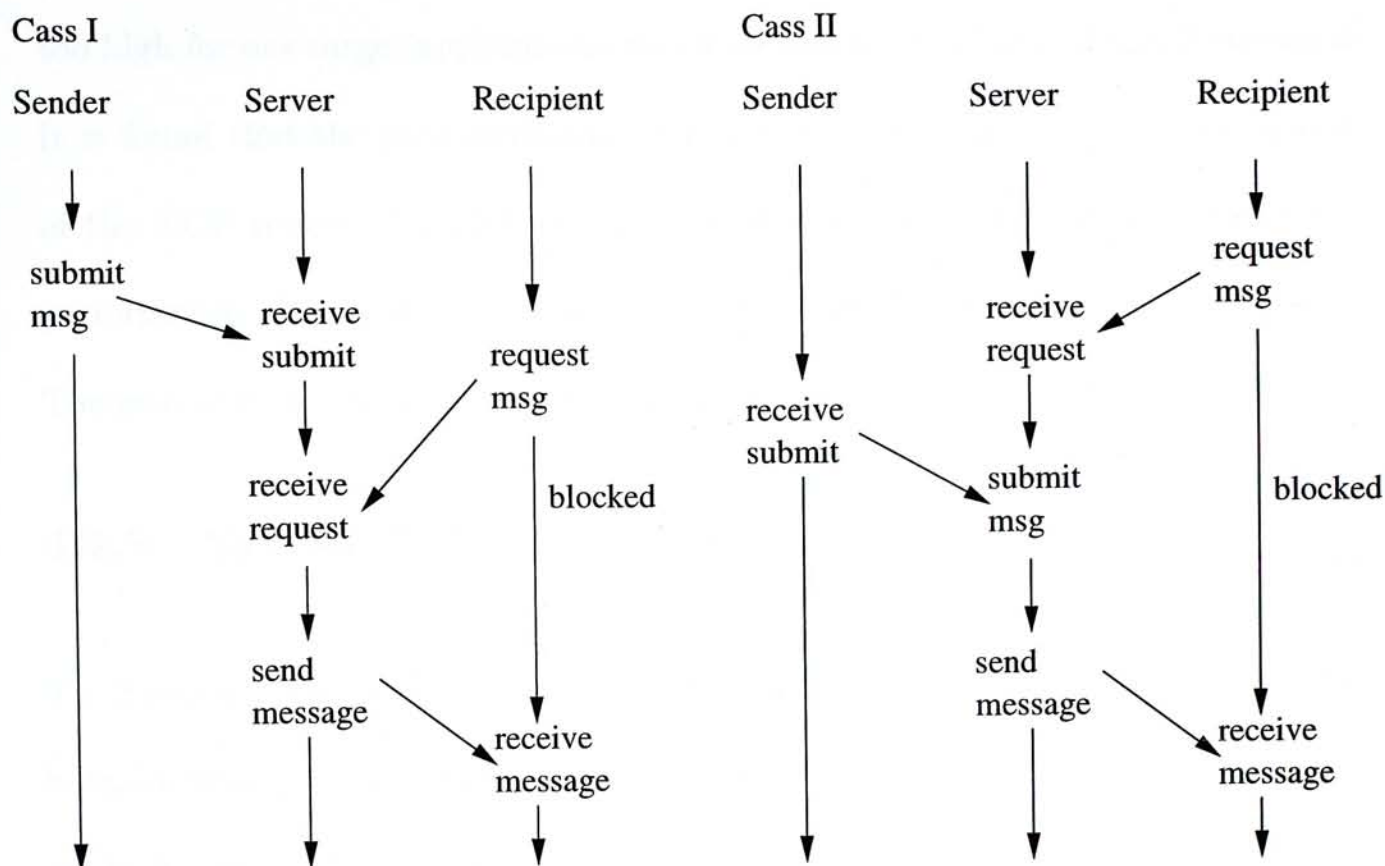 Cass I
Sender
Server
Recipient
submit
msg
receive
submit
request
msg
receive
request
blocked
send
message
receive
message
Cass II
Sender
Server
Recipient
request
msg
receive
request
receive
submit
submit
msg
blocked
send
message
receive
message